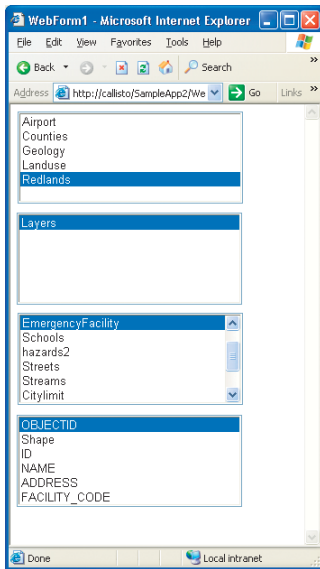 WebForm1 - Microsoft Internet Explorer
File Edit View Favorites Tools Help
Back Search
Address http://callisto/SampleApp2/We Go Links
Airport
Counties
Geology
Landuse
Redlands
Layers
EmergencyFacility
Schools
hazards2
Streets
Streams
Citylimit
OBJECTID
Shape
ID
NAME
ADDRESS
FACILITY_CODE
Done Local intranet